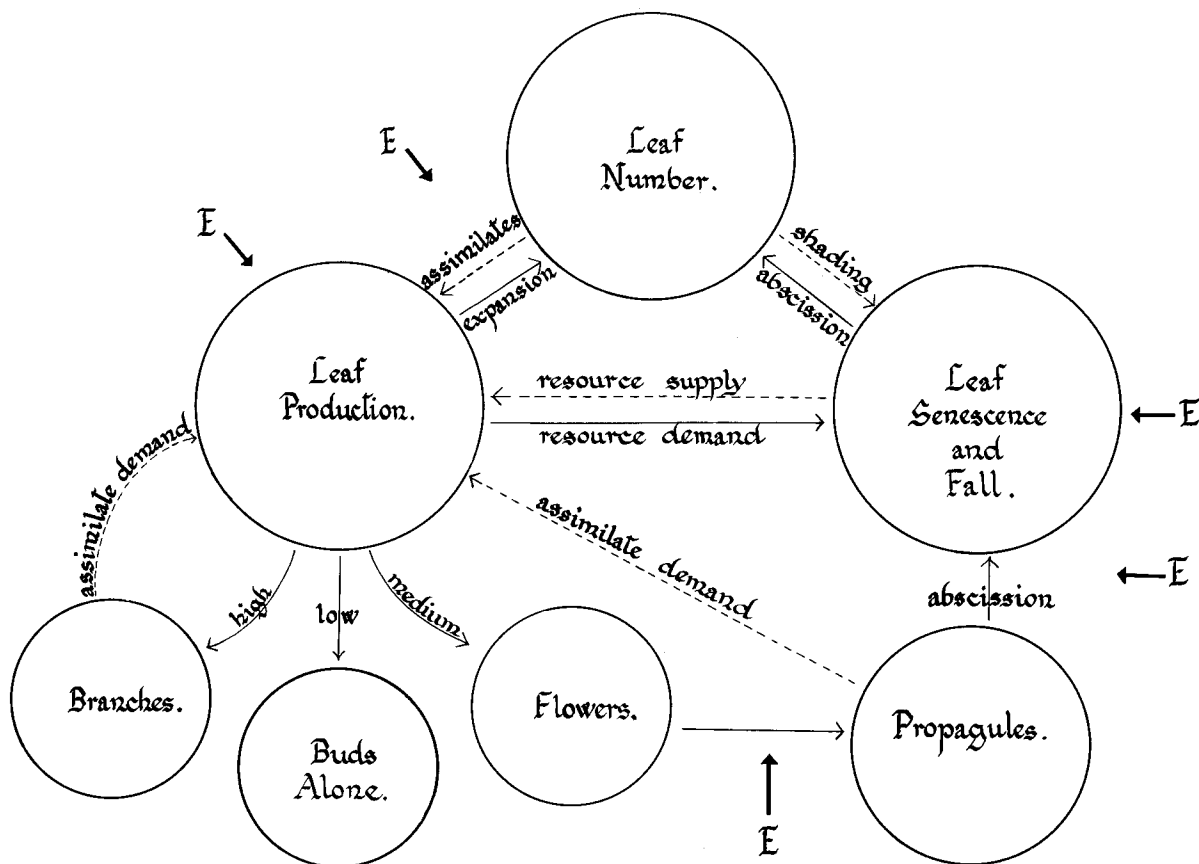 Leaf
Number.
E
E
assimilates
expansion
shading
abscission
Leaf
Production.
resource supply
resource demand
Leaf
Senescence
and
Fall.
E
assimilate demand
assimilate demand
E
high
low
medium
abscission
Branches.
Buds
Alone.
Flowers.
Propagules.
E